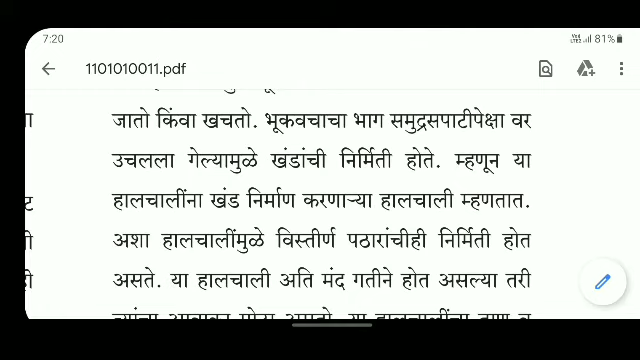 7:20
81%
1101010011.pdf
जातो किंवा खचतो. भूकवचाचा भाग समुद्रसपाटीपेक्षा वर
उचलला गेल्यामुळे खंडांची निर्मिती होते. म्हणून या
हालचालींना खंड निर्माण करणाऱ्या हालचाली म्हणतात.
अशा हालचालींमुळे विस्तीर्ण पठारांचीही निर्मिती होत
असते. या हालचाली अति मंद गतीने होत असल्या तरी